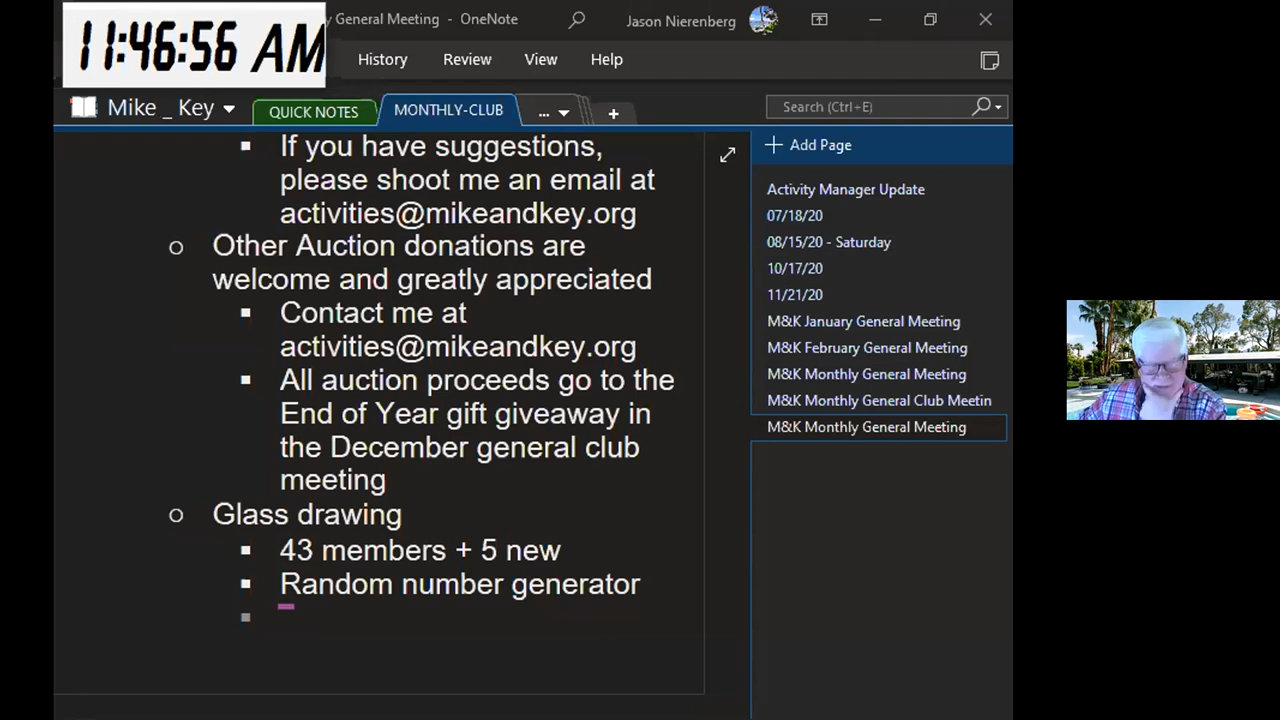 11:46:56 AM
y General Meeting - OneNote
Jason Nierenberg
History Review View Help
Mike _ Key
QUICK NOTES
MONTHLY-CLUB
...
+
Search (Ctrl+E)
If you have suggestions,
please shoot me an email at
activities@mikeandkey.org
Other Auction donations are
welcome and greatly appreciated
Contact me at
activities@mikeandkey.org
All auction proceeds go to the
End of Year gift giveaway in
the December general club
meeting
Glass drawing
43 members + 5 new
Random number generator
+ Add Page
Activity Manager Update
07/18/20
08/15/20 - Saturday
10/17/20
11/21/20
M&K January General Meeting
M&K February General Meeting
M&K Monthly General Meeting
M&K Monthly General Club Meetin
M&K Monthly General Meeting